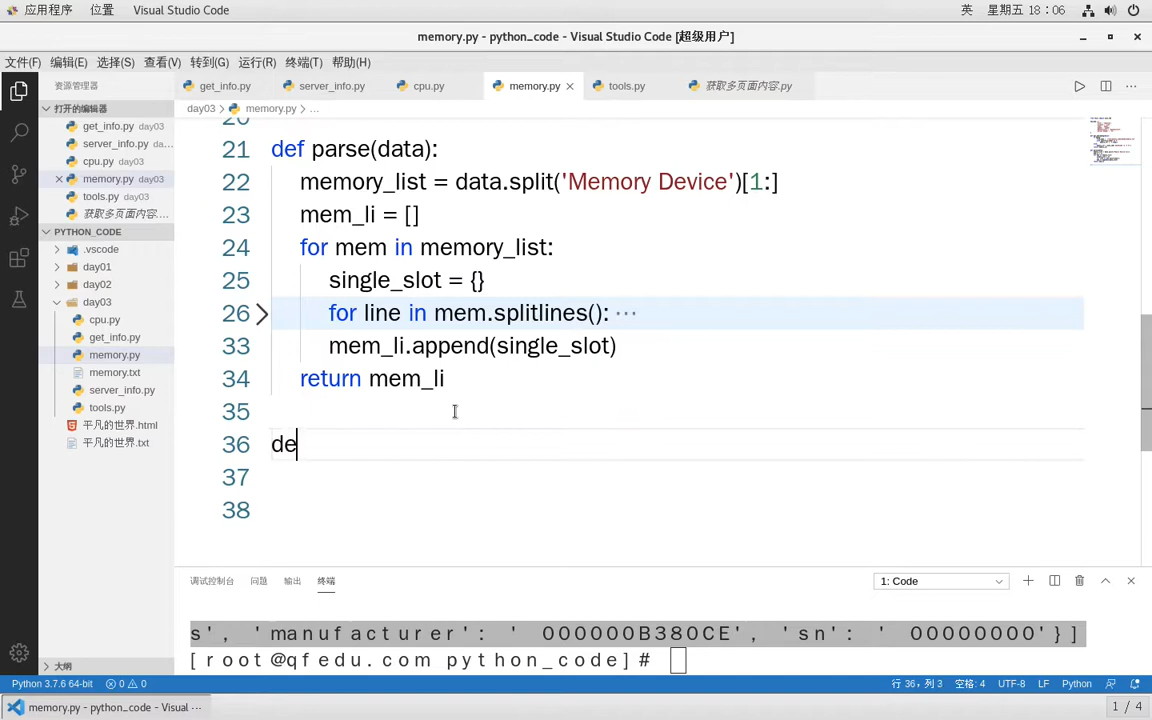 应用程序 位置 Visual Studio Code 英 星期五 18：06
memory.py - python_code - Visual Studio Code [超级用户]
文件(F) 编辑(E) 选择(S) 查看(V) 转到(G) 运行(R) 终端(T) 帮助(H)
资源管理器
get_info.py server_info.py cpu.py memory.py tools.py 获取多页面内容.py
打开的编辑器
get_info.py day03
server_info.py da...
cpu.py day03
memory.py day03
tools.py day03
获取多页面内容....
PYTHON_CODE
.vscode
day01
day02
day03
cpu.py
get_info.py
memory.py
memory.txt
server_info.py
tools.py
平凡的世界.html
平凡的世界.txt
大纲
day03 memory.py ...
20
21 def parse(data):
22 memory_list = data.split('Memory Device')[1:]
23 mem_li = []
24 for mem in memory_list:
25 single_slot = {}
26 for line in mem.splitlines(): ···
33 mem_li.append(single_slot)
34 return mem_li
35
36 de
37
38
调试控制台 问题 输出 终端 1: Code
s', 'manufacturer': ' 000000B380CE', 'sn': ' 00000000'}]
[root@qfedu.com python_code]#
Python 3.7.6 64-bit 0 0 行 36，列 3 空格: 4 UTF-8 LF Python
memory.py - python_code - Visual ··· 1 / 4